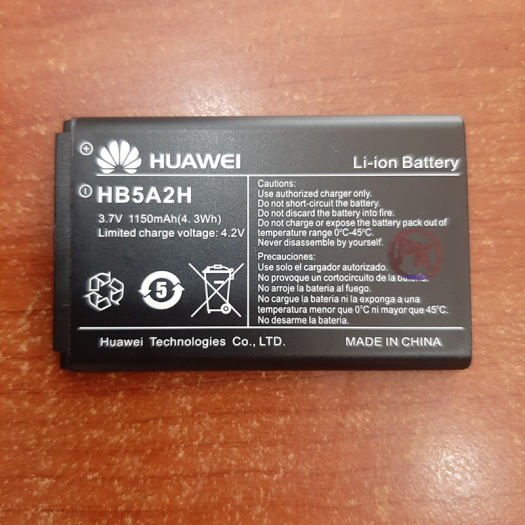 HUAWEI
Li-ion Battery
HB5A2H
3.7V 1150mAh(4.3Wh)
Limited charge voltage: 4.2V
5
Cautions:
Use authorized charger only.
Do not short-circuit the battery.
Do not discard the battery into fire.
Do not charge or expose the battery pack out of
temperature range 0°C-45°C.
Never disassemble by yourself.
Precauciones:
Use solo el cargador autorizado.
No provoque un cortocircuito de la batería.
No arroje la batería al fuego.
No cargue la batería ni la exponga a una
temperatura menor que 0°C ni mayor que 45°C.
No desarme la batería.
Huawei Technologies Co., LTD.
MADE IN CHINA